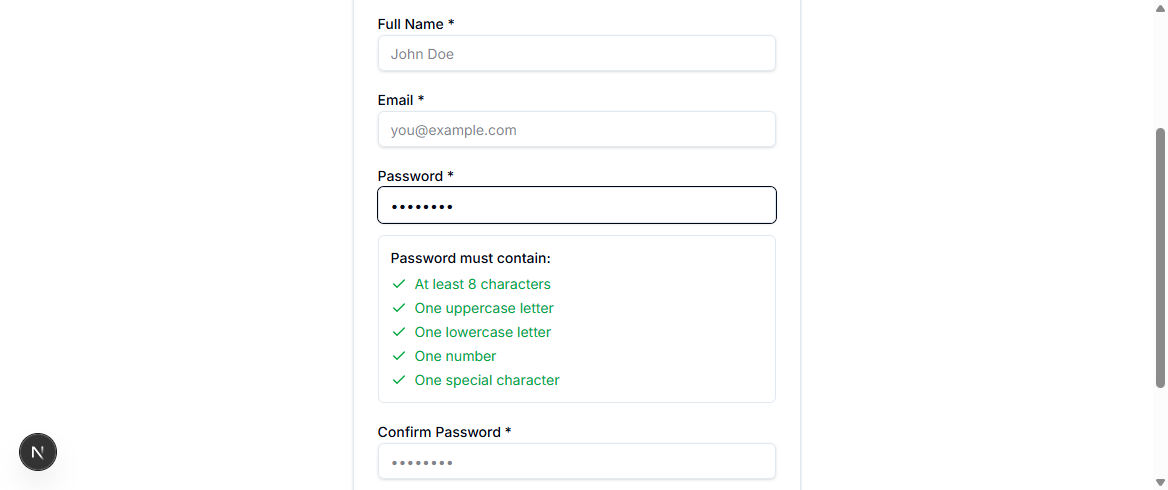 Full Name *
John Doe
Email *
you@example.com
Password *
••••••••
Password must contain:
At least 8 characters
One uppercase letter
One lowercase letter
One number
One special character
Confirm Password *
••••••••
N